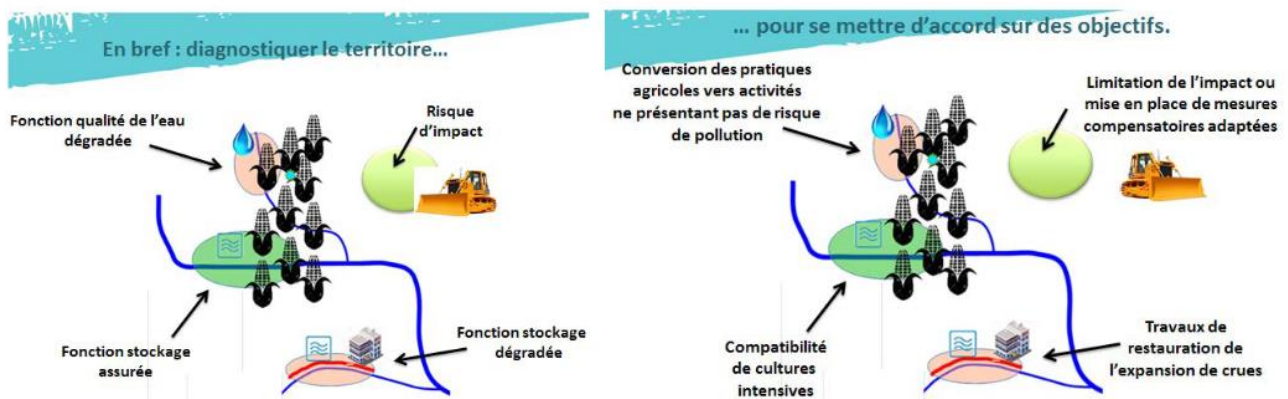 En bref : diagnostiquer le territoire...
Fonction qualité de l'eau
dégradée
Risque
d'impact
Fonction stockage
assurée
Fonction stockage
dégradée
... pour se mettre d'accord sur des objectifs.
Conversion des pratiques
agricoles vers activités
ne présentant pas de risque
de pollution
Limitation de l'impact ou
mise en place de mesures
compensatoires adaptées
Compatibilité
de cultures
intensives
Travaux de
restauration de
l'expansion de crues